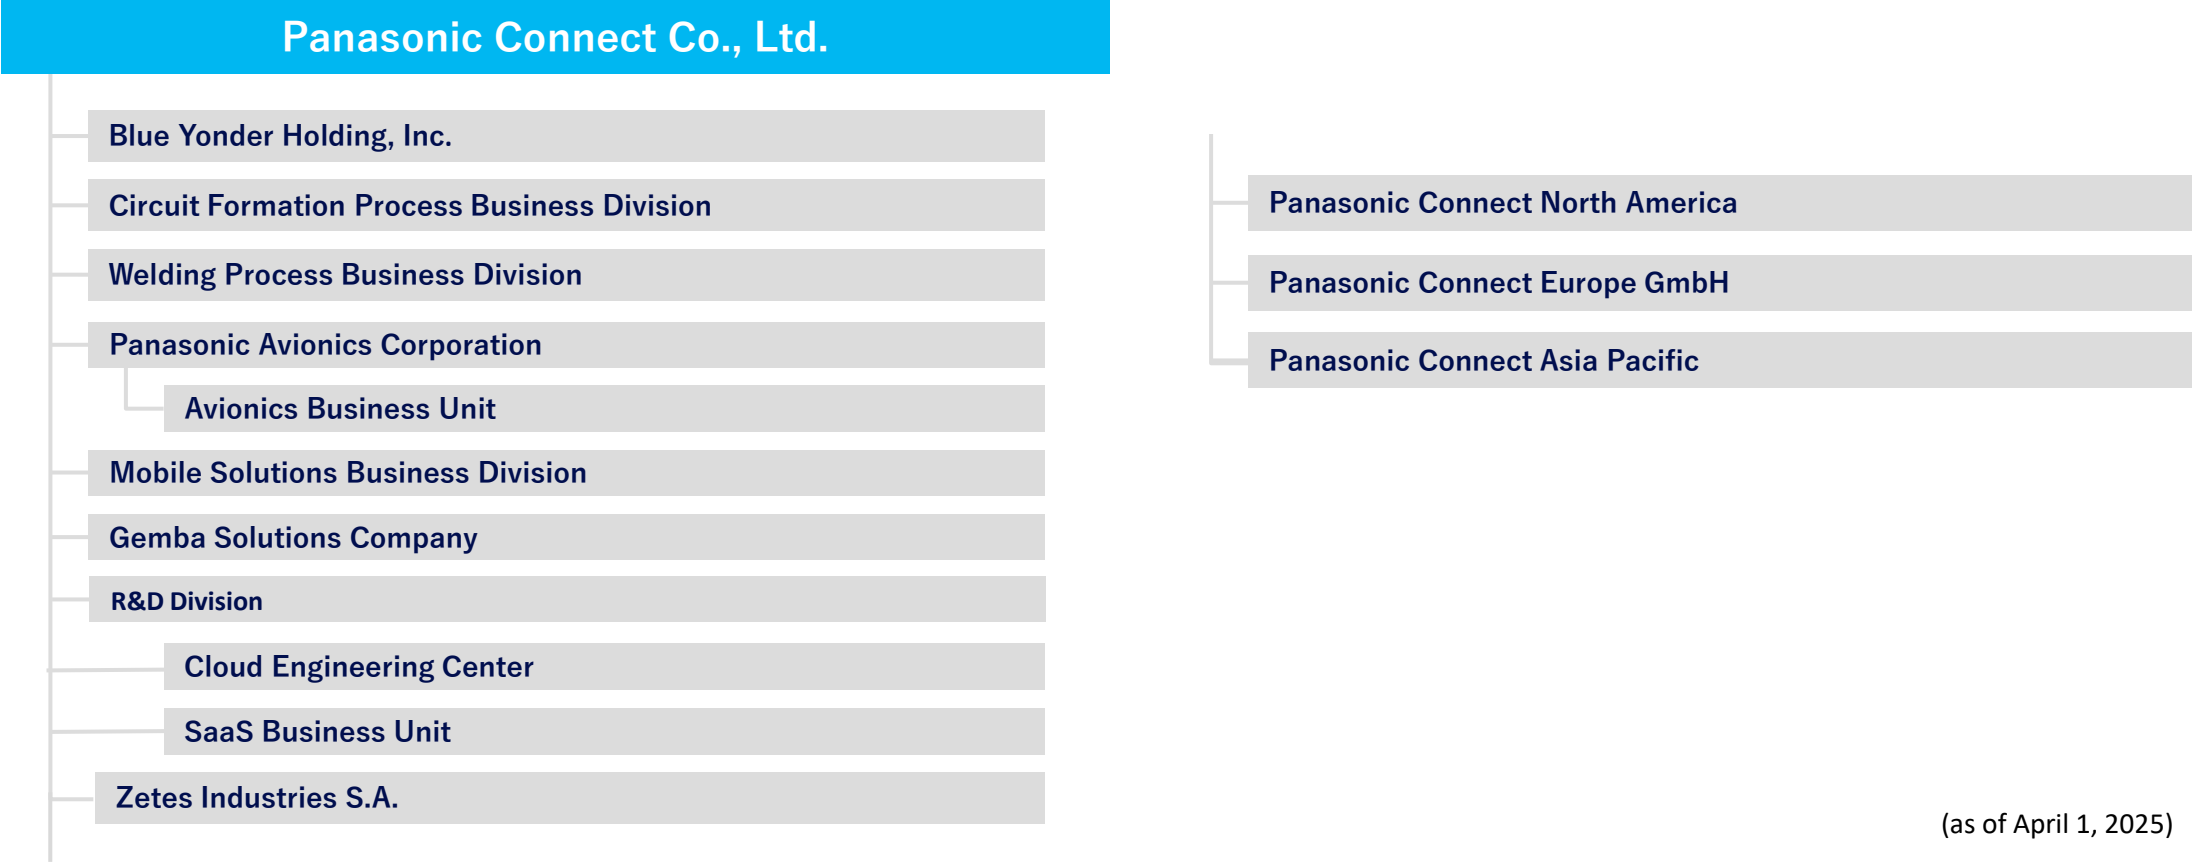 Panasonic Connect Co., Ltd.
Blue Yonder Holding, Inc.
Circuit Formation Process Business Division
Welding Process Business Division
Panasonic Avionics Corporation
Avionics Business Unit
Mobile Solutions Business Division
Gemba Solutions Company
R&D Division
Cloud Engineering Center
SaaS Business Unit
Zetes Industries S.A.
Panasonic Connect North America
Panasonic Connect Europe GmbH
Panasonic Connect Asia Pacific
(as of April 1, 2025)